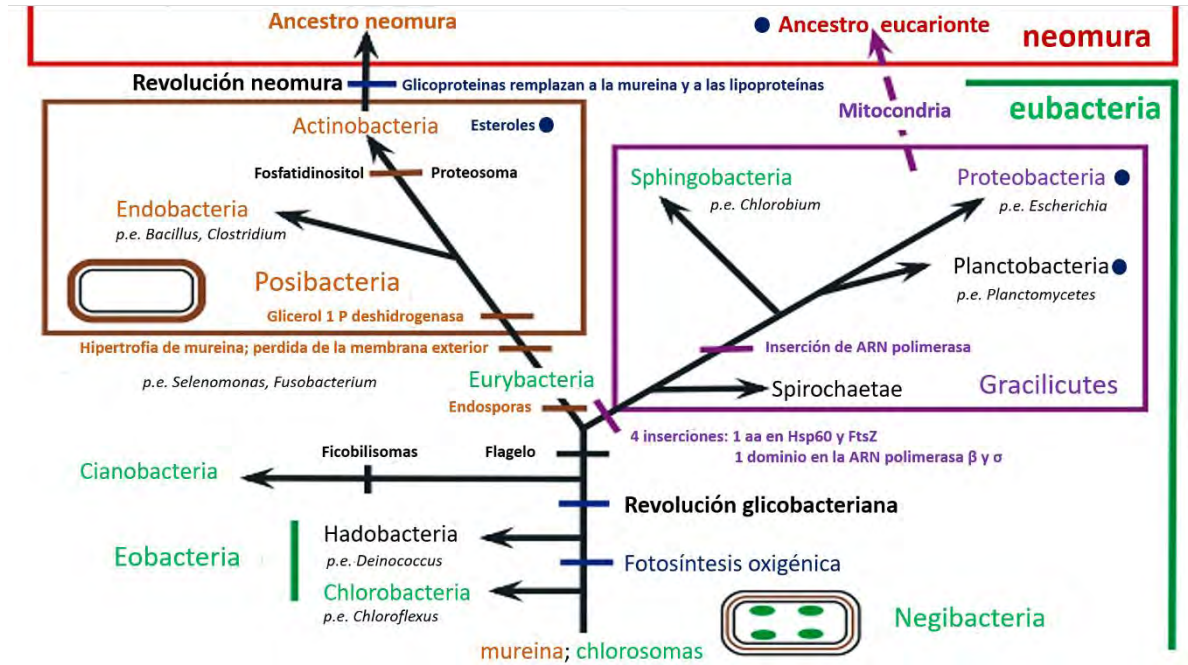 Ancestro neomura
Ancestro eucarionte
neomura
Revolución neomura
Glicoproteinas remplazan a la mureina y a las lipoproteínas
eubacteria
Mitocondria
Actinobacteria
Esteroles
Fosfatidinositol
Proteosoma
Sphingobacteria
p.e. Chlorobium
Proteobacteria
p.e. Escherichia
Endobacteria
p.e. Bacillus, Clostridium
Planctobacteria
p.e. Planctomycetes
Posibacteria
Glicerol 1 P deshidrogenasa
Hipertrofia de mureina; perdida de la membrana exterior
Inserción de ARN polimerasa
p.e. Selenomonas, Fusobacterium
Eurybacteria
Spirochaetae
Gracilicutes
Endosporas
4 inserciones: 1 aa en Hsp60 y FtsZ
1 dominio en la ARN polimerasa β y σ
Ficobilisomas
Flagelo
Cianobacteria
Revolución glicobacteriana
Hadobacteria
p.e. Deinococcus
Eobacteria
Fotosíntesis oxigénica
Chlorobacteria
p.e. Chloroflexus
Negibacteria
mureina; chlorosomas